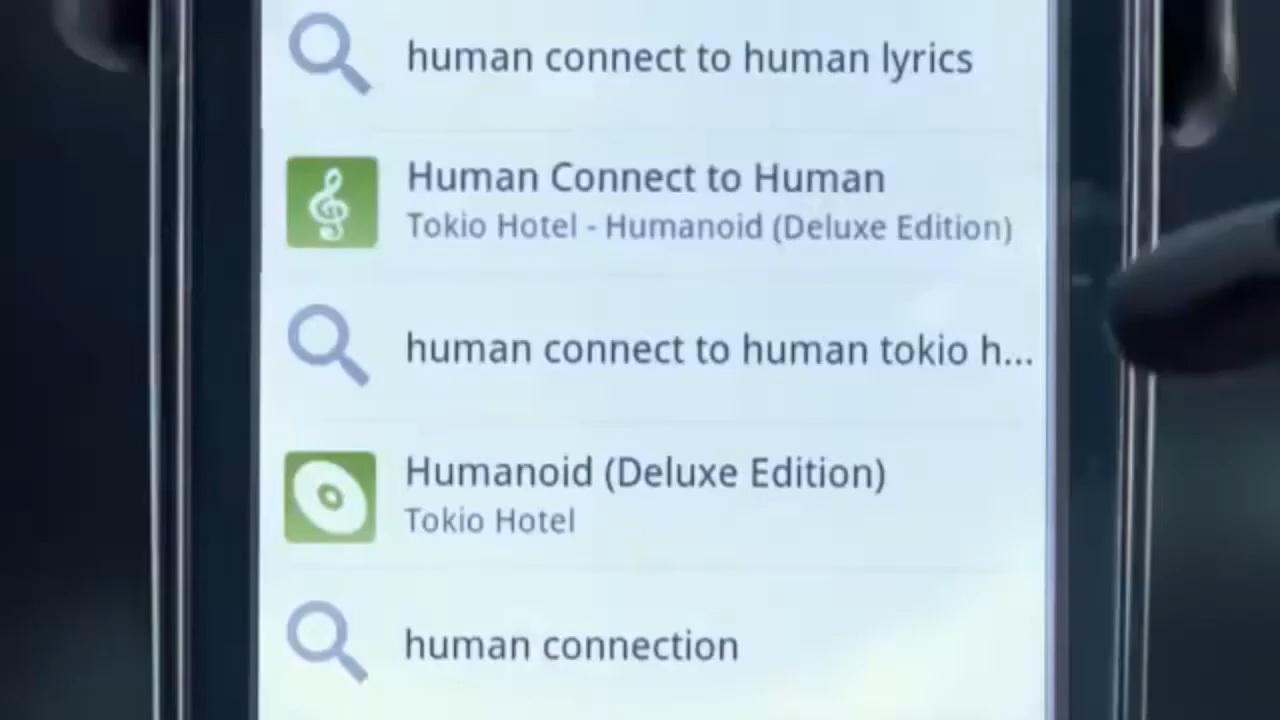 human connect to human lyrics
Human Connect to Human
Tokio Hotel - Humanoid (Deluxe Edition)
human connect to human tokio h...
Humanoid (Deluxe Edition)
Tokio Hotel
human connection